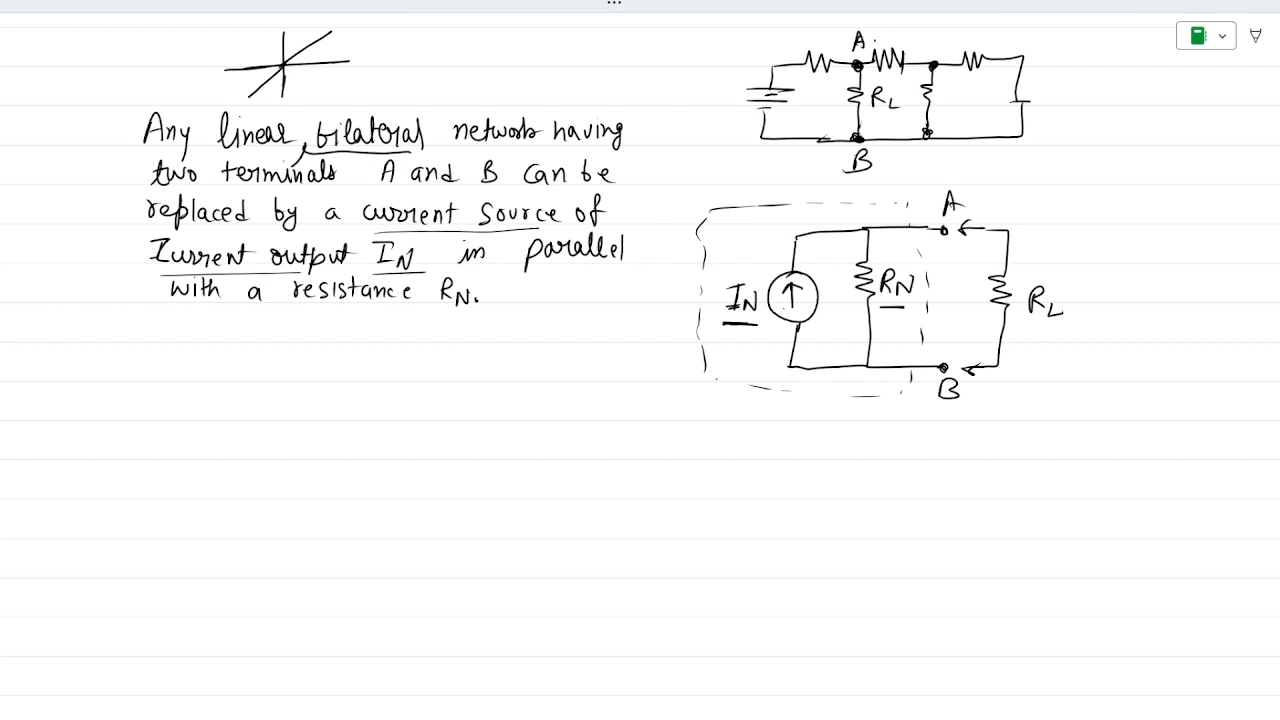 Any linear, bilateral network having
two terminals A and B can be
replaced by a current source of
current output IN in parallel
with a resistance RN.
A
RL
B
A
IN
RN
RL
B